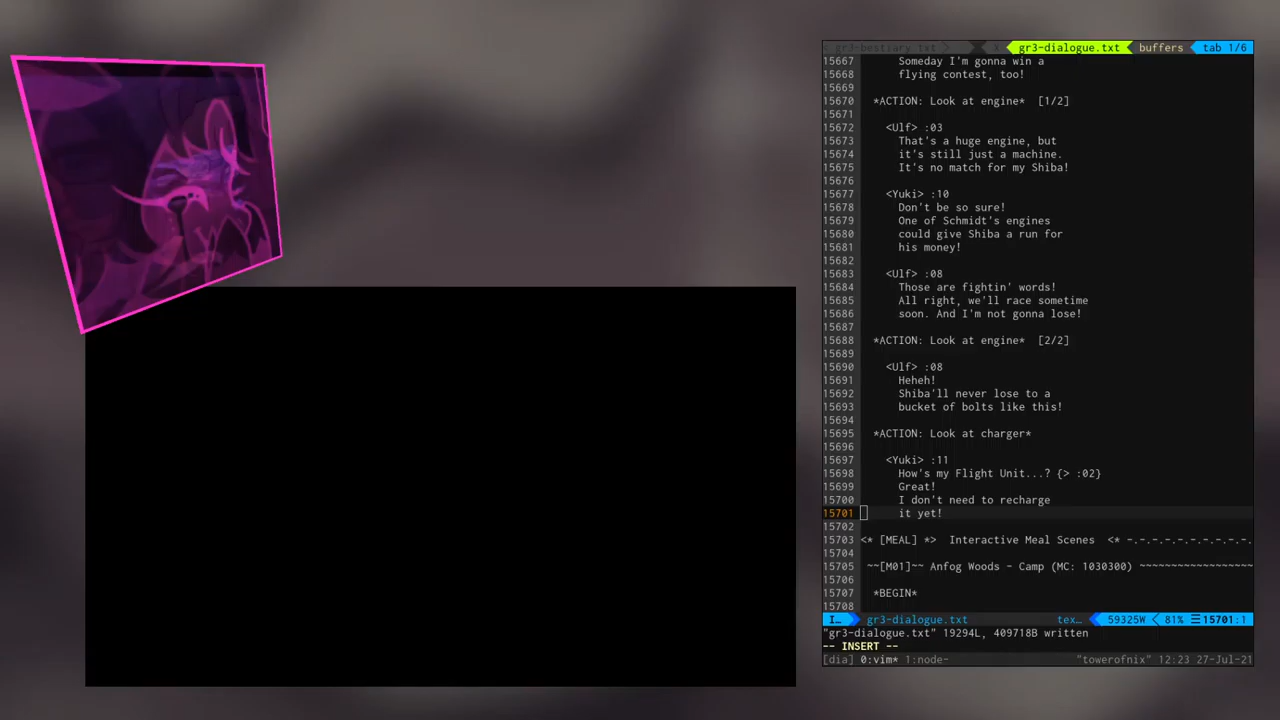 < gr3-bestiary.txt > gr3-dialogue.txt buffers tab 1/6
15667 Someday I'm gonna win a
15668 flying contest, too!
15669
15670 *ACTION: Look at engine* [1/2]
15671
15672 <Ulf> :03
15673 That's a huge engine, but
15674 it's still just a machine.
15675 It's no match for my Shiba!
15676
15677 <Yuki> :10
15678 Don't be so sure!
15679 One of Schmidt's engines
15680 could give Shiba a run for
15681 his money!
15682
15683 <Ulf> :08
15684 Those are fightin' words!
15685 All right, we'll race sometime
15686 soon. And I'm not gonna lose!
15687
15688 *ACTION: Look at engine* [2/2]
15689
15690 <Ulf> :08
15691 Heheh!
15692 Shiba'll never lose to a
15693 bucket of bolts like this!
15694
15695 *ACTION: Look at charger*
15696
15697 <Yuki> :11
15698 How's my Flight Unit...? {> :02}
15699 Great!
15700 I don't need to recharge
15701 it yet!
15702
15703 <* [MEAL] *> Interactive Meal Scenes <* -.-.-.-.-.-.-.-.-.-.
15704
15705 ~~[M01]~~ Anfog Woods - Camp (MC: 1030300) ~~~~~~~~~~~~~~~~~~
15706
15707 *BEGIN*
15708
I… gr3-dialogue.txt tex… 59325W 81% ☰15701:1
"gr3-dialogue.txt" 19294L, 409718B written
-- INSERT --
[dia] 0:vim* 1:node- "towerofnix" 12:23 27-Jul-21